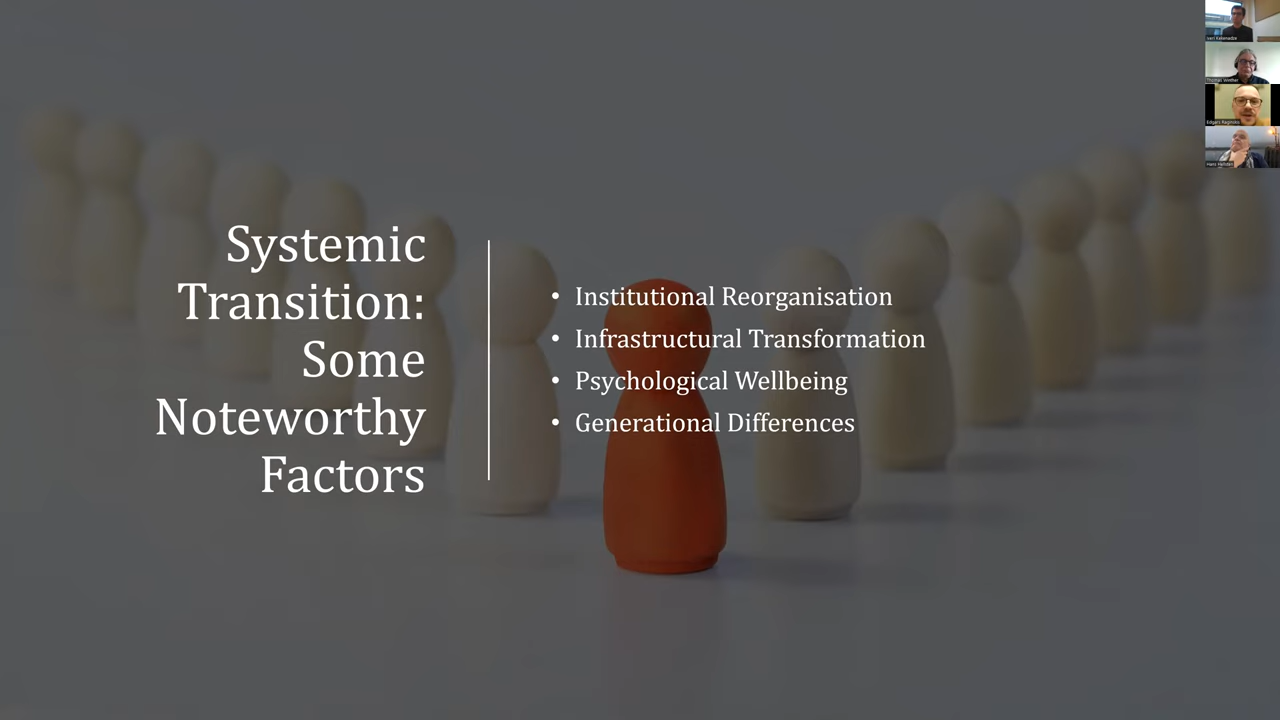 Systemic
Transition:
Some
Noteworthy
Factors
• Institutional Reorganisation
• Infrastructural Transformation
• Psychological Wellbeing
• Generational Differences